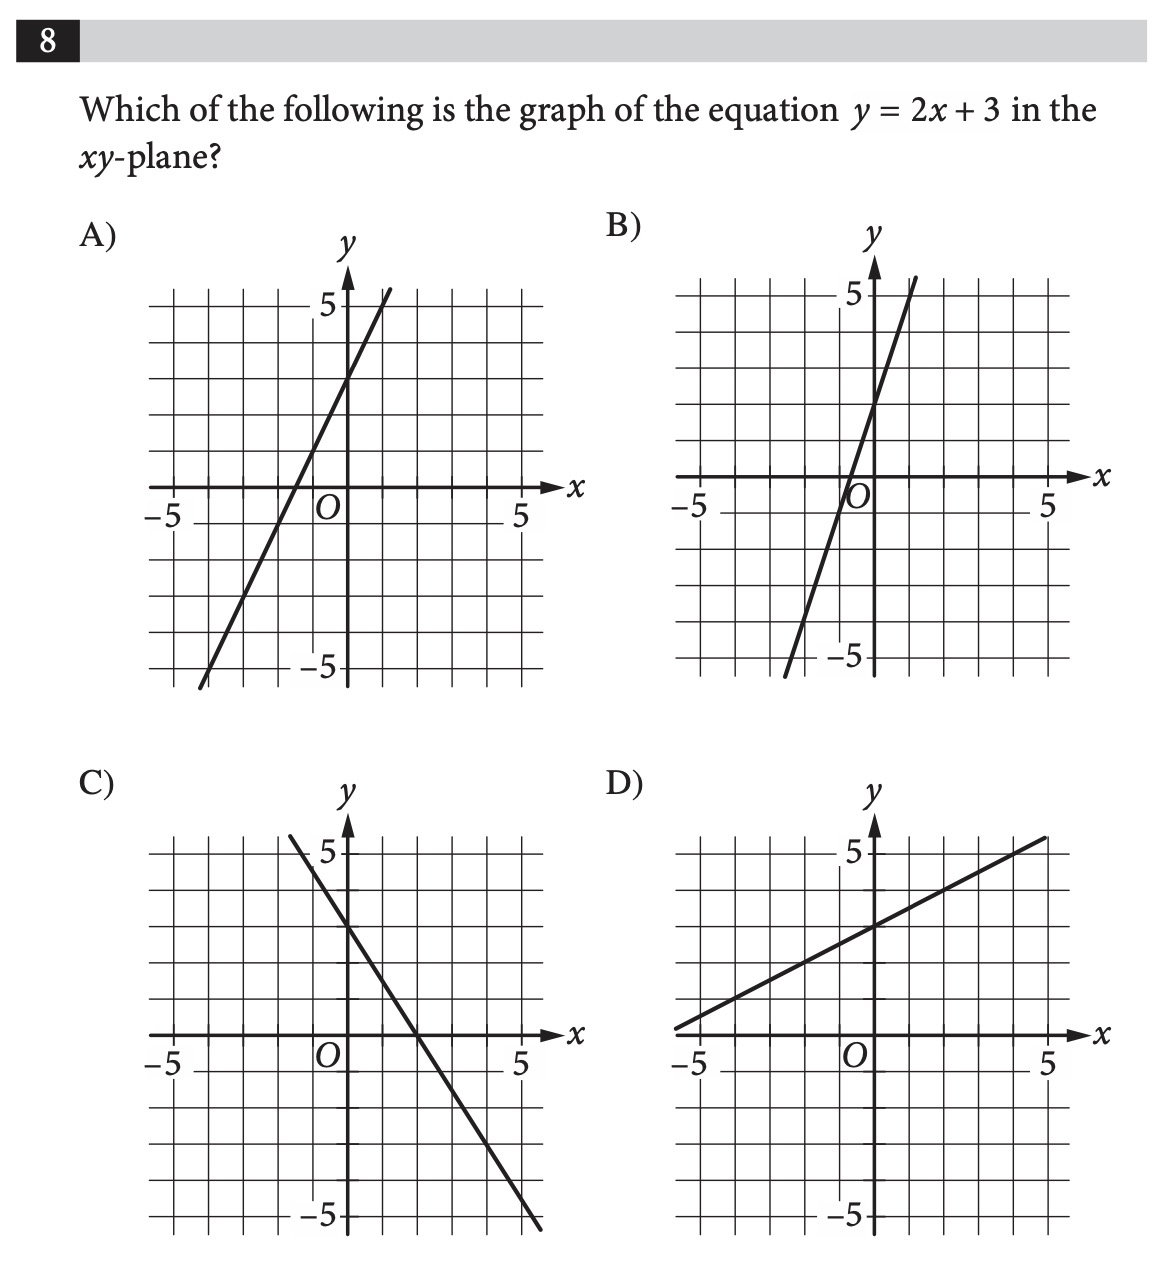 8
Which of the following is the graph of the equation y = 2x + 3 in the
xy-plane?
A)
y
5
x
O
−5
5
−5
B)
y
5
x
O
−5
5
−5
C)
y
5
x
O
−5
5
−5
D)
y
5
x
O
−5
5
−5